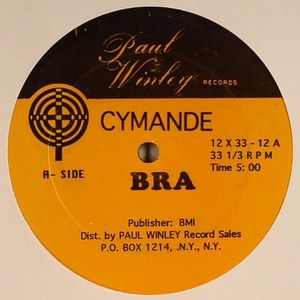 Paul
Winley RECORDS
CYMANDE
12 X 33 - 12 A
33 1/3 R P M
A- SIDE
BRA
Time 5: 00
Publisher: BMI
Dist. by PAUL WINLEY Record Sales
P.O. BOX 1214, .N.Y., N.Y.